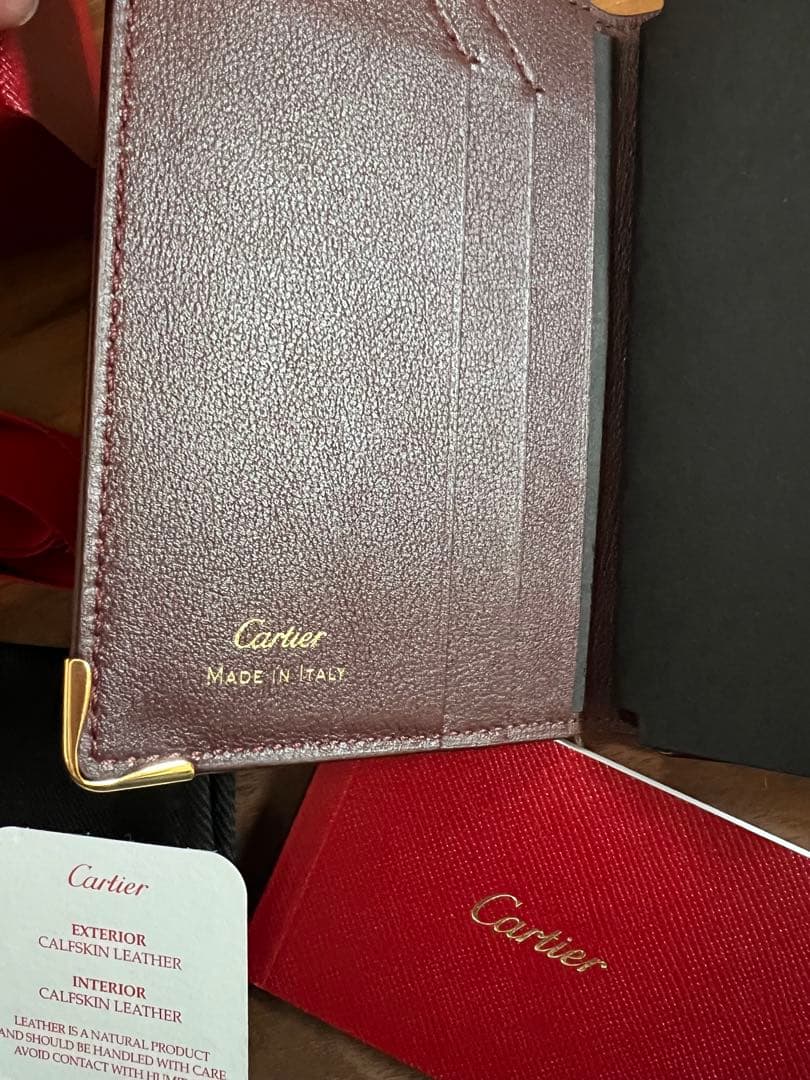 Cartier
MADE IN ITALY
Cartier
Cartier
EXTERIOR
CALFSKIN LEATHER
INTERIOR
CALFSKIN LEATHER
LEATHER IS A NATURAL PRODUCT
AND SHOULD BE HANDLED WITH CARE
AVOID CONTACT WITH